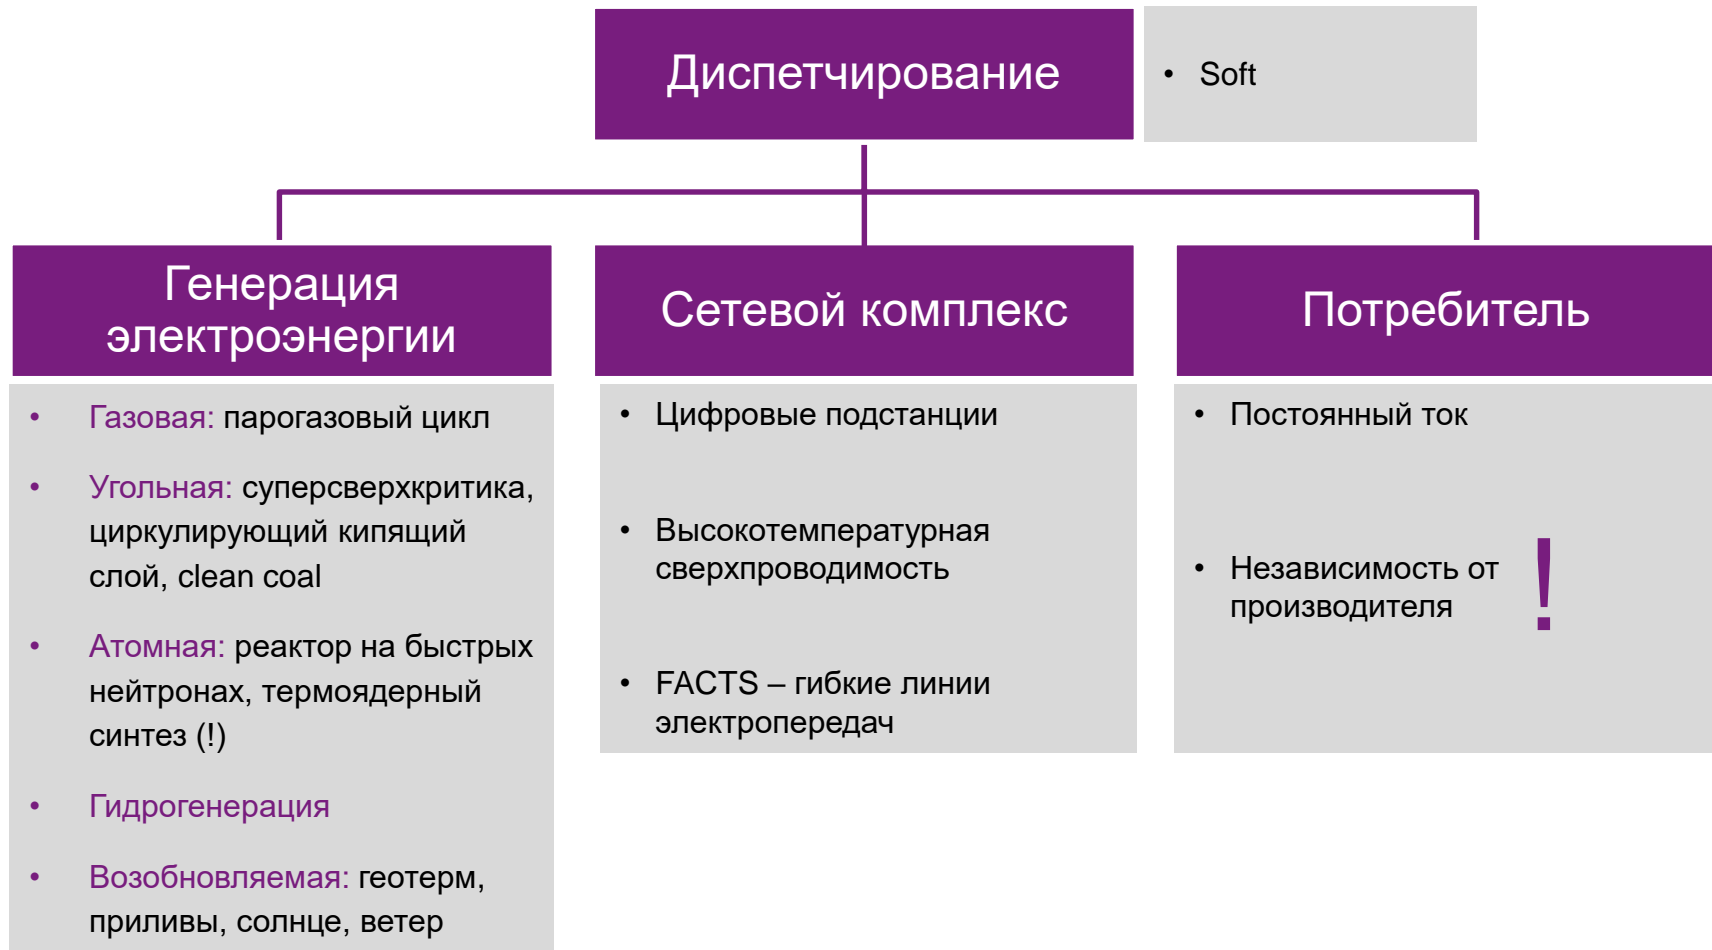 Диспетчирование
• Soft
Генерация
электроэнергии
• Газовая: парогазовый цикл
• Угольная: суперсверхкритика,
циркулирующий кипящий
слой, clean coal
• Атомная: реактор на быстрых
нейтронах, термоядерный
синтез (!)
• Гидрогенерация
• Возобновляемая: геотерм,
приливы, солнце, ветер
Сетевой комплекс
• Цифровые подстанции
• Высокотемпературная
сверхпроводимость
• FACTS – гибкие линии
электропередач
Потребитель
• Постоянный ток
• Независимость от
производителя
!